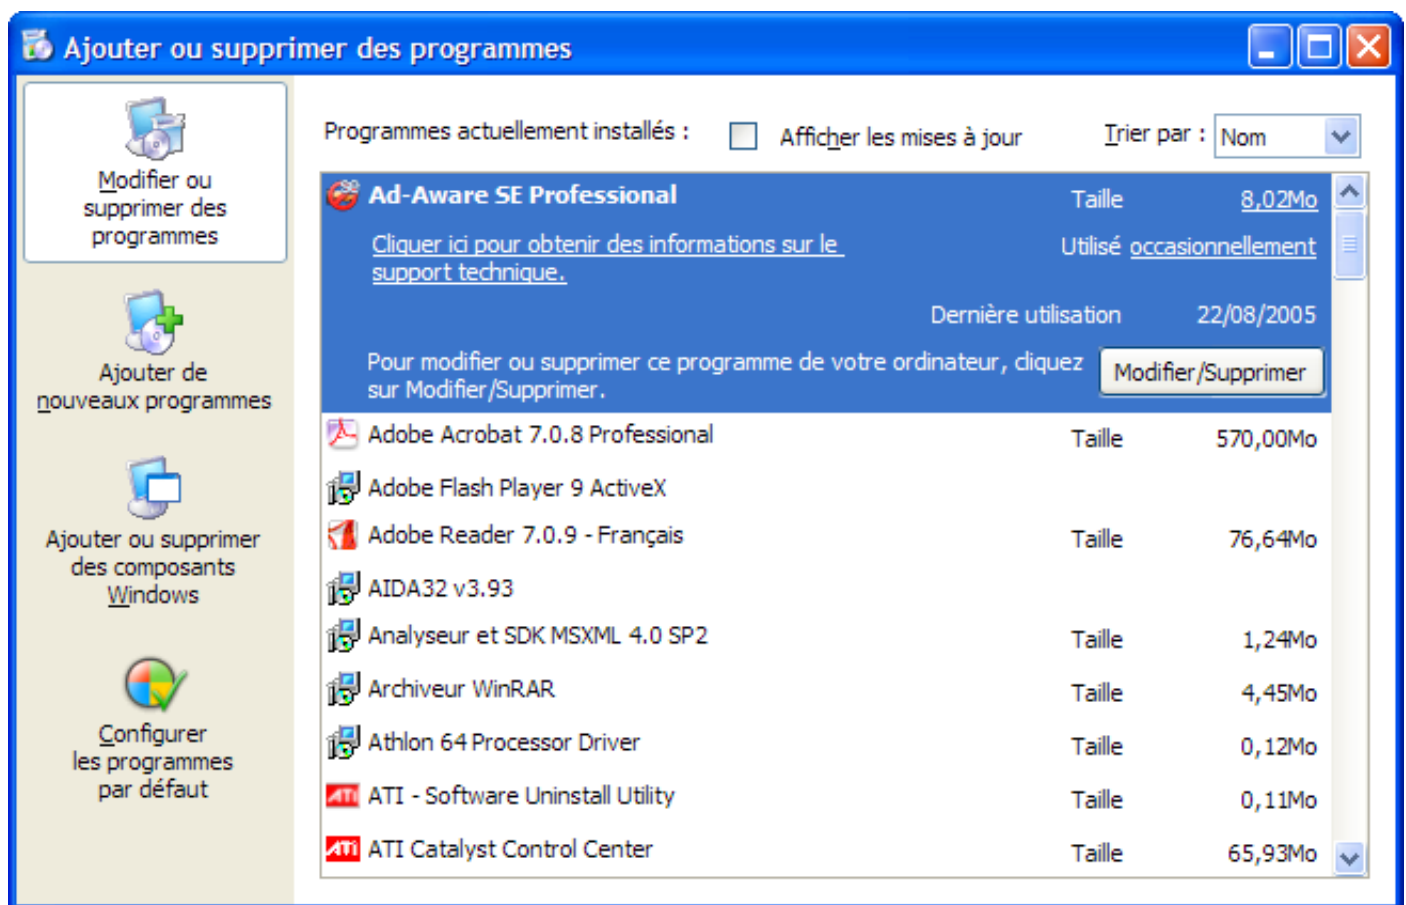 Ajouter ou supprimer des programmes
Modifier ou
supprimer des
programmes
Ajouter de
nouveaux programmes
Ajouter ou supprimer
des composants
Windows
Configurer
les programmes
par défaut
Programmes actuellement installés : Afficher les mises à jour Trier par : Nom
Ad-Aware SE Professional Taille 8,02Mo
Cliquer ici pour obtenir des informations sur le Utilisé occasionnellement
support technique.
Dernière utilisation 22/08/2005
Pour modifier ou supprimer ce programme de votre ordinateur, cliquez Modifier/Supprimer
sur Modifier/Supprimer.
Adobe Acrobat 7.0.8 Professional Taille 570,00Mo
Adobe Flash Player 9 ActiveX
Adobe Reader 7.0.9 - Français Taille 76,64Mo
AIDA32 v3.93
Analyseur et SDK MSXML 4.0 SP2 Taille 1,24Mo
Archiveur WinRAR Taille 4,45Mo
Athlon 64 Processor Driver Taille 0,12Mo
ATI ATI - Software Uninstall Utility Taille 0,11Mo
ATI ATI Catalyst Control Center Taille 65,93Mo